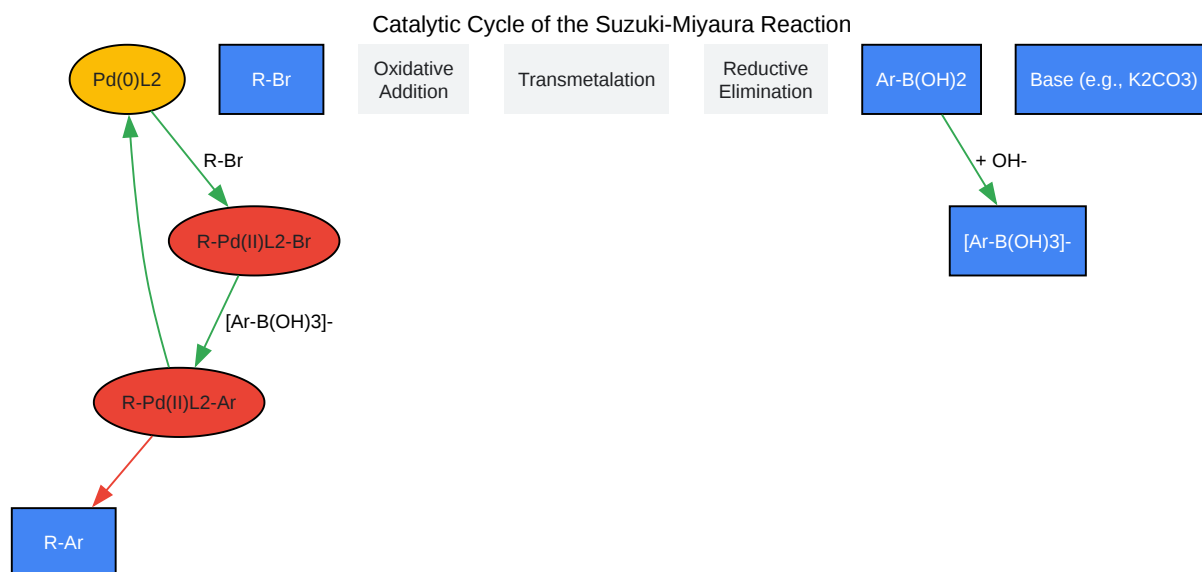 Catalytic Cycle of the Suzuki-Miyaura Reaction
Pd(0)L2
R-Br
Oxidative
Addition
Transmetalation
Reductive
Elimination
Ar-B(OH)2
Base (e.g., K2CO3)
R-Br
+ OH-
R-Pd(II)L2-Br
[Ar-B(OH)3]-
[Ar-B(OH)3]-
R-Pd(II)L2-Ar
R-Ar